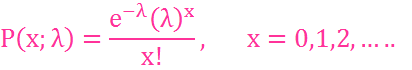 P(x; λ) = e^{-λ}(λ)^x / x! ,  x = 0,1,2, … ..